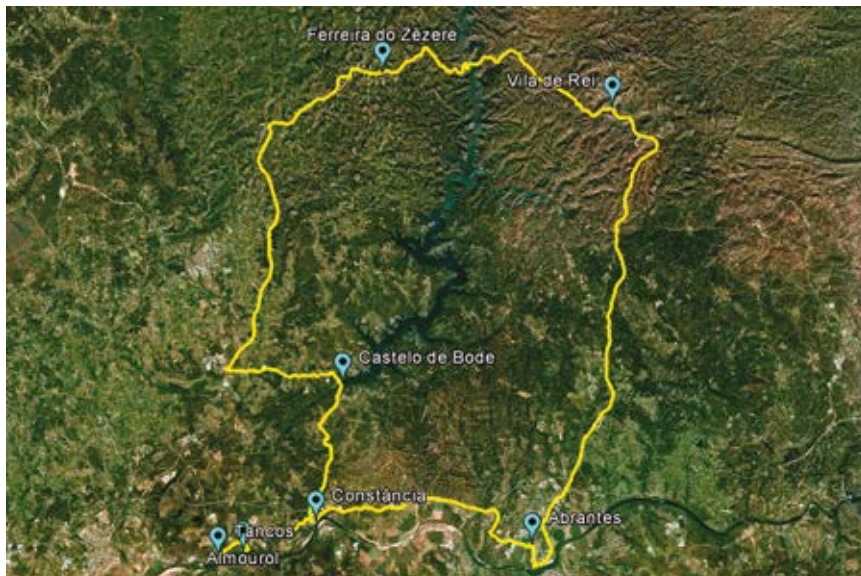 Ferreira do Zêzere
Vila de Rei
Castelo de Bode
Constância
Abrantes
Tancos
Almourol